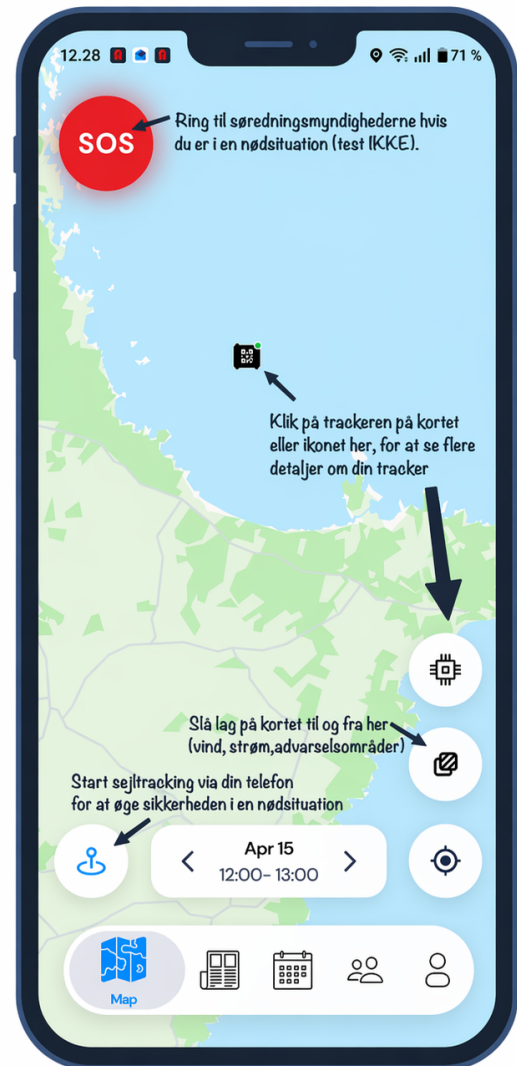 12.28
71 %
SOS
Ring til søredningsmyndighederne hvis
du er i en nødsituation (test IKKE).
Klik på trackeren på kortet
eller ikonet her, for at se flere
detaljer om din tracker
Slå lag på kortet til og fra her
(vind, strøm,advarselsområder)
Start sejltracking via din telefon
for at øge sikkerheden i en nødsituation
Apr 15
12:00- 13:00
Map